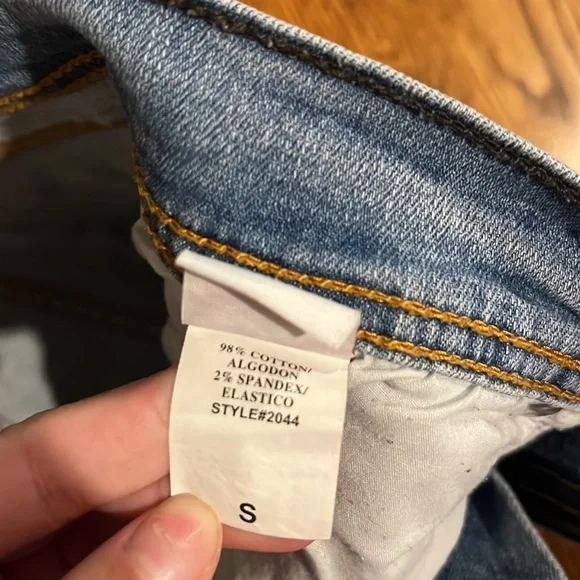 98% COTTON/
ALGODON
2% SPANDEX/
ELASTICO
STYLE#2044
S